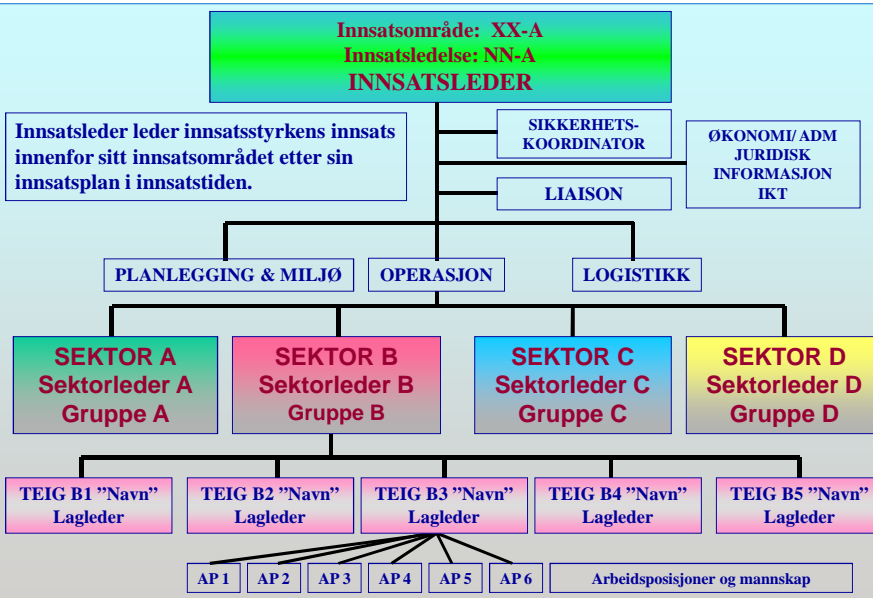 Innsatsområde: XX-A
Innsatsledelse: NN-A
INNSATSLEDER
Innsatsleder leder innsatsstyrkens innsats
innenfor sitt innsatsområdet etter sin
innsatsplan i innsatstiden.
SIKKERHETS-
KOORDINATOR
ØKONOMI/ ADM
JURIDISK
INFORMASJON
IKT
LIAISON
PLANLEGGING & MILJØ
OPERASJON
LOGISTIKK
SEKTOR A
Sektorleder A
Gruppe A
SEKTOR B
Sektorleder B
Gruppe B
SEKTOR C
Sektorleder C
Gruppe C
SEKTOR D
Sektorleder D
Gruppe D
TEIG B1 ”Navn”
Lagleder
TEIG B2 ”Navn”
Lagleder
TEIG B3 ”Navn”
Lagleder
TEIG B4 ”Navn”
Lagleder
TEIG B5 ”Navn”
Lagleder
AP 1
AP 2
AP 3
AP 4
AP 5
AP 6
Arbeidsposisjoner og mannskap